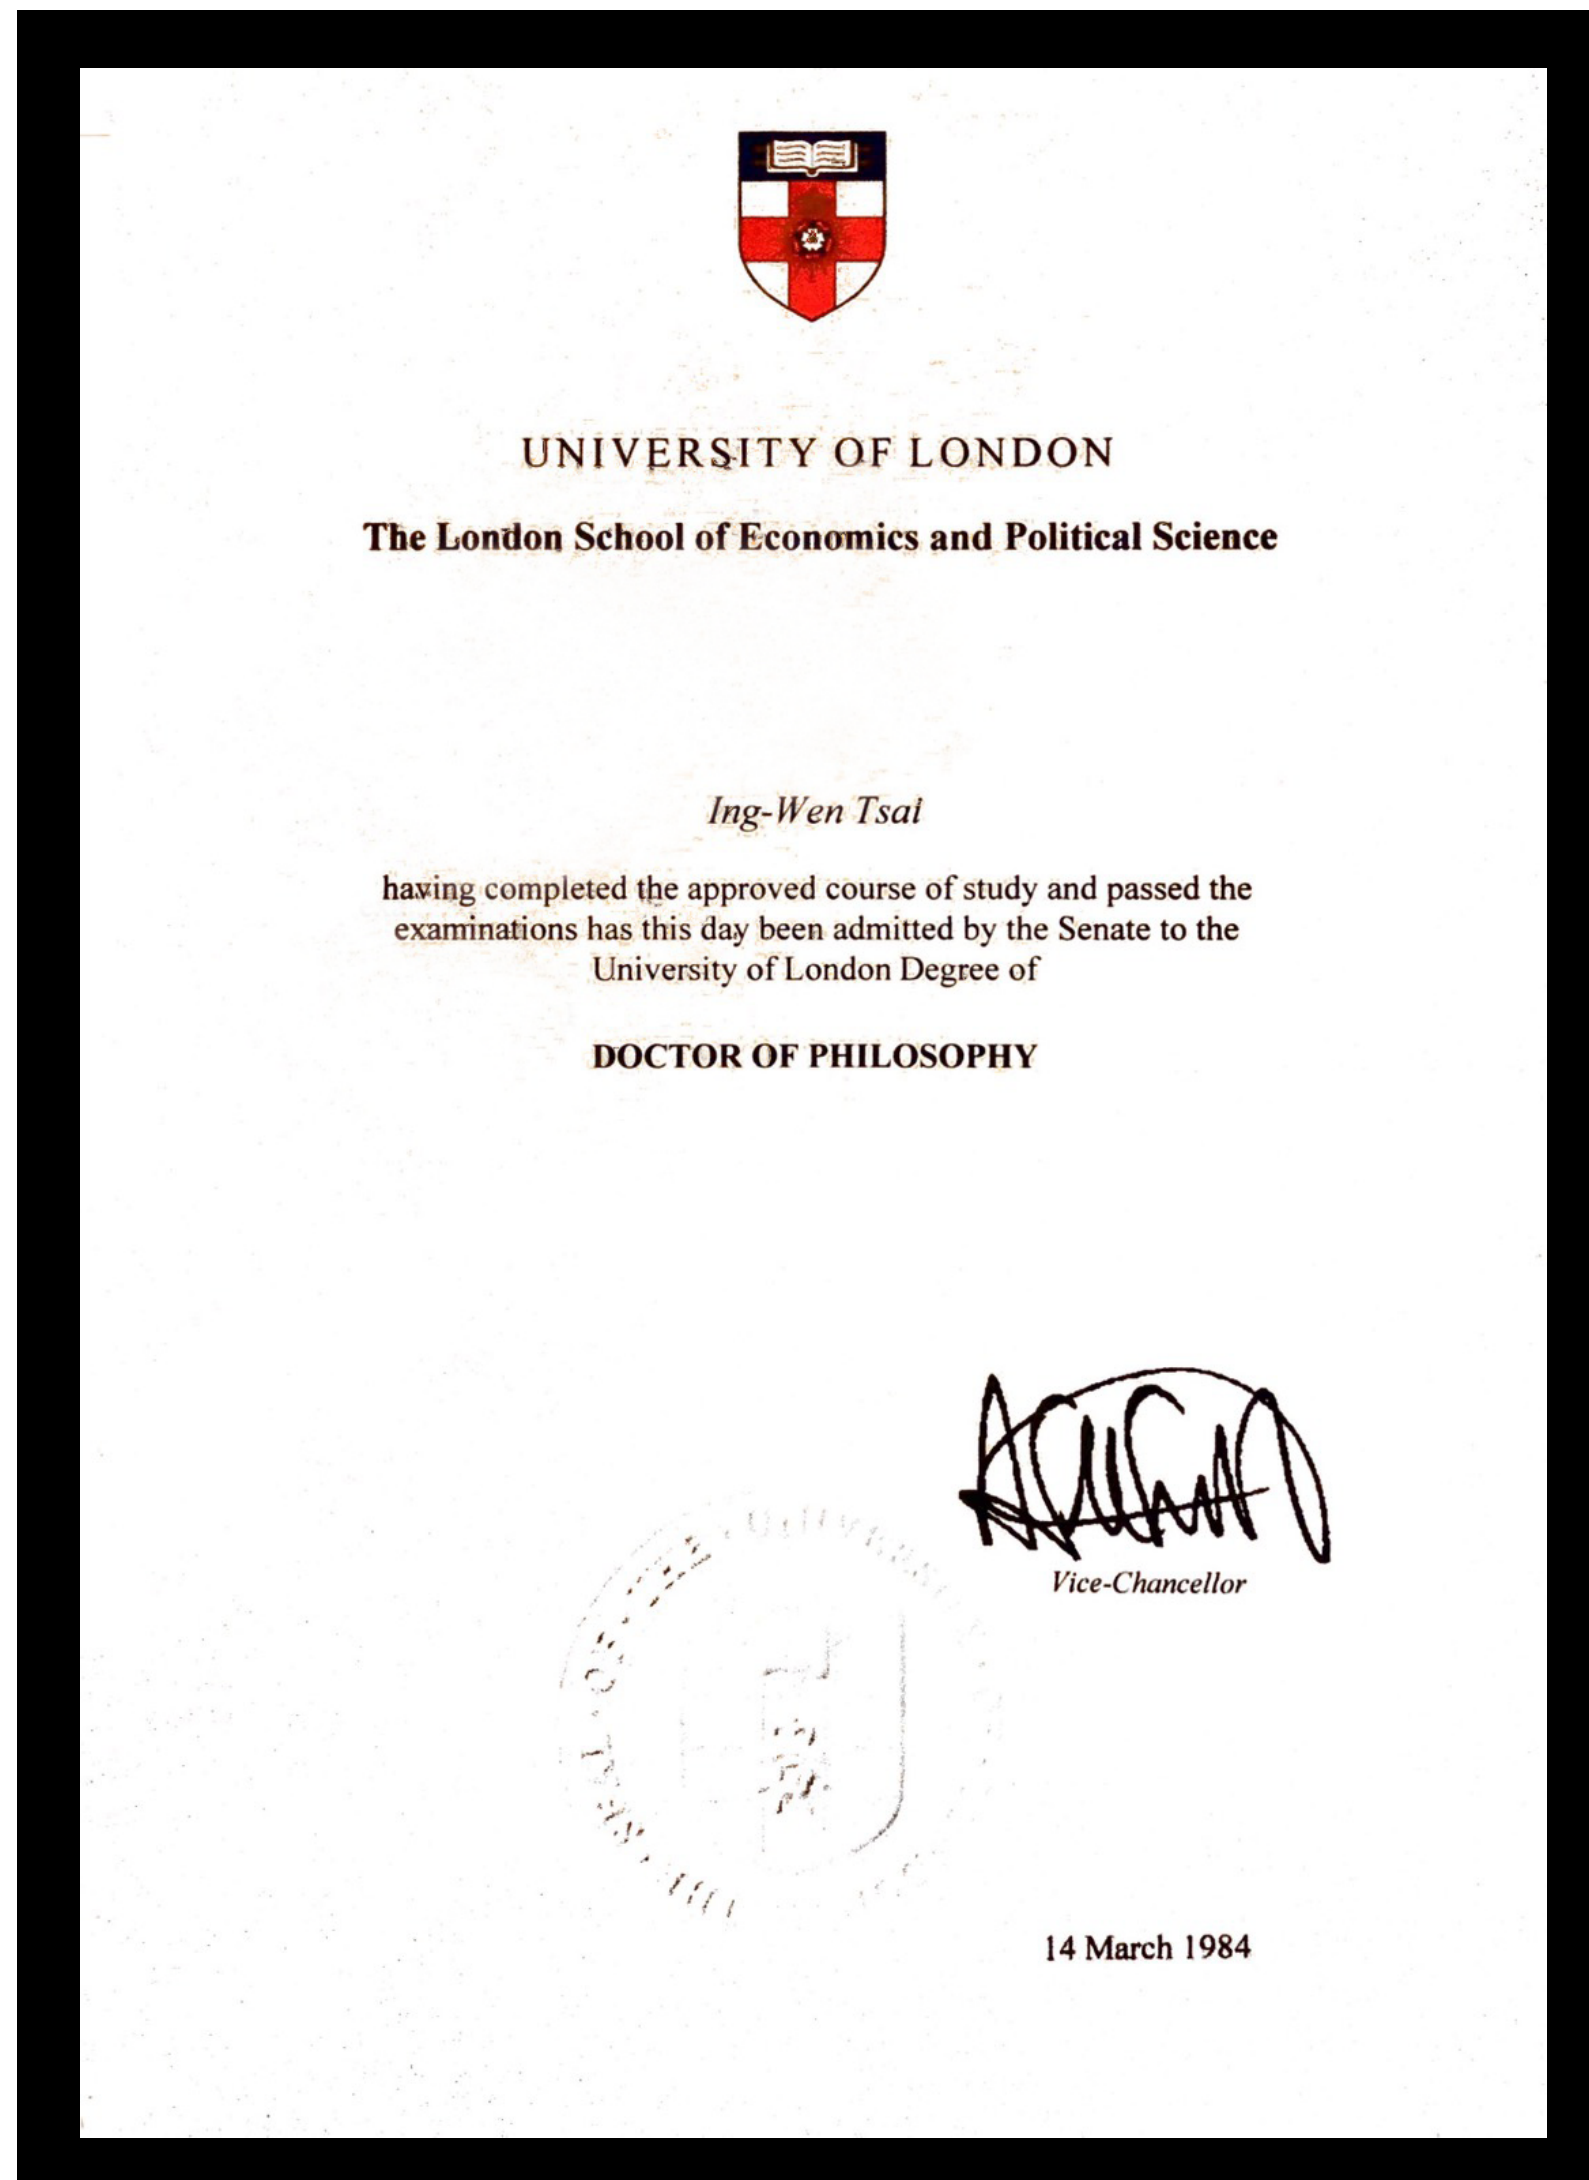 UNIVERSITY OF LONDON
The London School of Economics and Political Science
Ing-Wen Tsai
having completed the approved course of study and passed the
examinations has this day been admitted by the Senate to the
University of London Degree of
DOCTOR OF PHILOSOPHY
Vice-Chancellor
14 March 1984